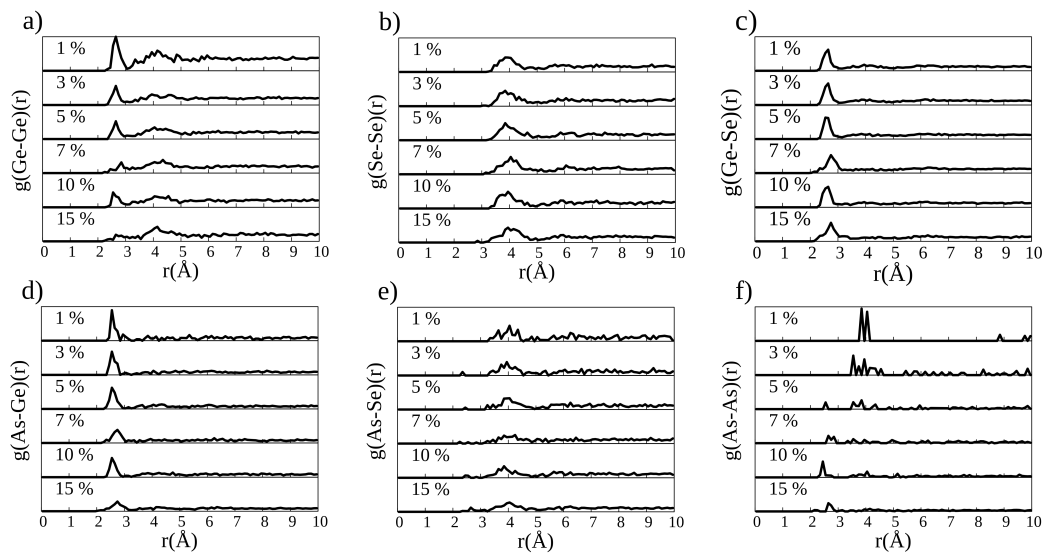 a)
b)
c)
g(Ge-Ge)(r)
1 %
3 %
5 %
7 %
10 %
15 %
0 1 2 3 4 5 6 7 8 9 10
r(Å)
g(Se-Se)(r)
1 %
3 %
5 %
7 %
10 %
15 %
0 1 2 3 4 5 6 7 8 9 10
r(Å)
g(Ge-Se)(r)
1 %
3 %
5 %
7 %
10 %
15 %
0 1 2 3 4 5 6 7 8 9 10
r(Å)
d)
e)
f)
g(As-Ge)(r)
1 %
3 %
5 %
7 %
10 %
15 %
0 1 2 3 4 5 6 7 8 9 10
r(Å)
g(As-Se)(r)
1 %
3 %
5 %
7 %
10 %
15 %
0 1 2 3 4 5 6 7 8 9 10
r(Å)
g(As-As)(r)
1 %
3 %
5 %
7 %
10 %
15 %
0 1 2 3 4 5 6 7 8 9 10
r(Å)